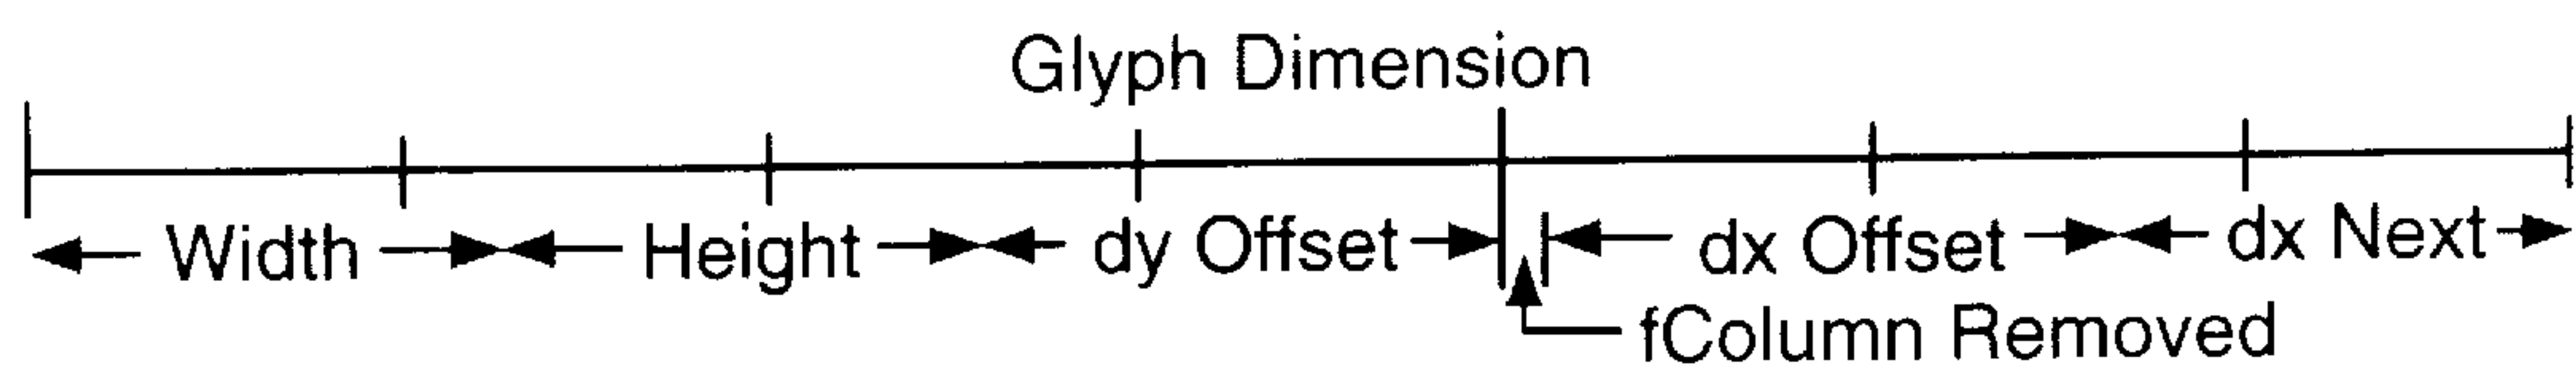 Glyph Dimension
Width Height dy Offset dx Offset dx Next
fColumn Removed